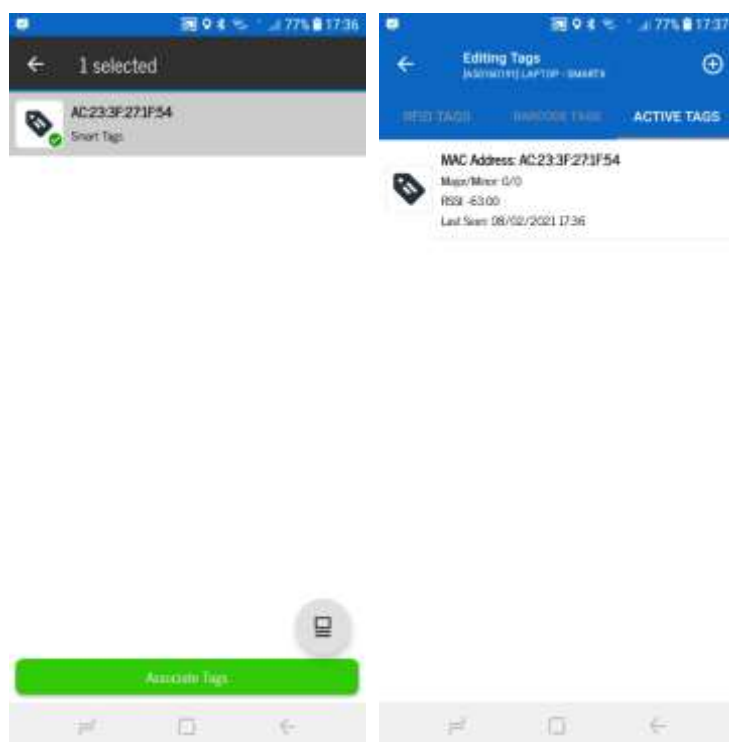 77% 17:36
1 selected
AC:23:3F:27:1F:54
Smart Tags
Associate Tags
77% 17:37
Editing Tags
LAPTOP - SMARTX
RFID TAGS BARCODE TAGS ACTIVE TAGS
MAC Address: AC:23:3F:27:1F:54
Major/Minor: 0/0
RSSI: -63.00
Last Seen: 08/02/2021 17:36